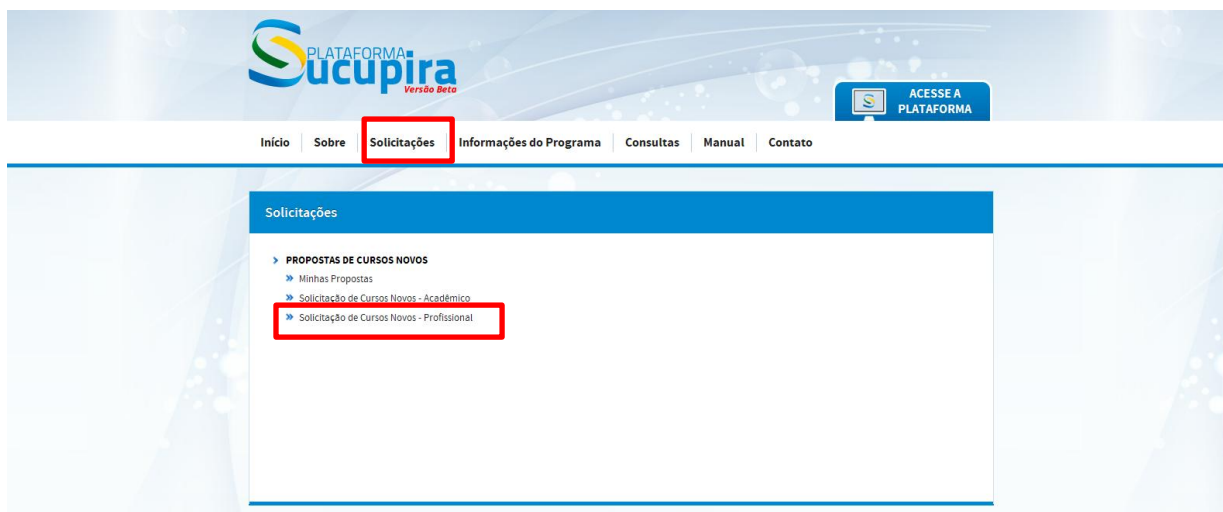 PLATAFORMA
Sucupira
Versão Beta
ACESSE A
PLATAFORMA
Início Sobre Solicitações Informações do Programa Consultas Manual Contato
Solicitações
PROPOSTAS DE CURSOS NOVOS
Minhas Propostas
Solicitação de Cursos Novos - Acadêmico
Solicitação de Cursos Novos - Profissional